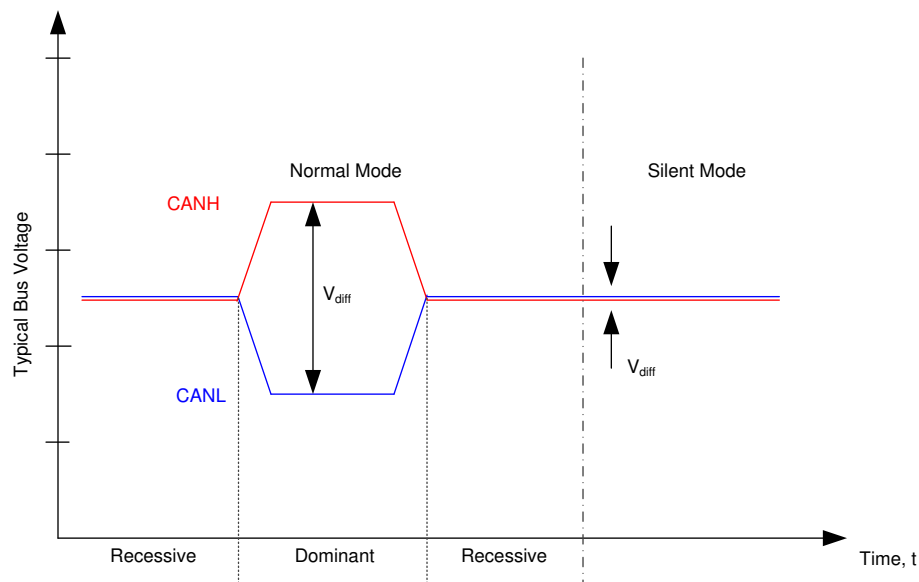 Normal Mode
Silent Mode
CANH
Typical Bus Voltage
Vdiff
Vdiff
CANL
Recessive
Dominant
Recessive
Time, t